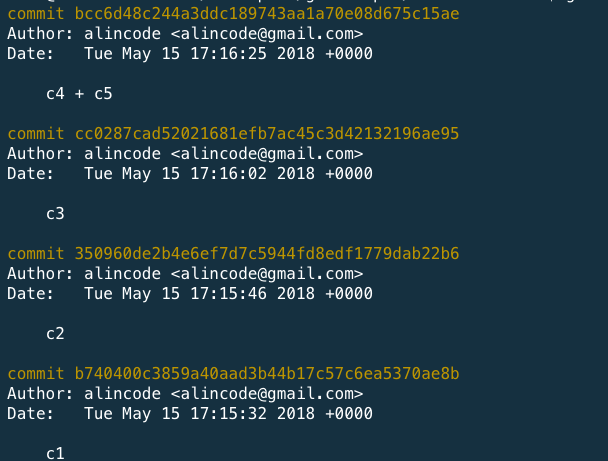 commit bcc6d48c244a3ddc189743aa1a70e08d675c15ae
Author: alincode <alincode@gmail.com>
Date:   Tue May 15 17:16:25 2018 +0000
c4 + c5
commit cc0287cad52021681efb7ac45c3d42132196ae95
Author: alincode <alincode@gmail.com>
Date:   Tue May 15 17:16:02 2018 +0000
c3
commit 350960de2b4e6ef7d7c5944fd8edf1779dab22b6
Author: alincode <alincode@gmail.com>
Date:   Tue May 15 17:15:46 2018 +0000
c2
commit b740400c3859a40aad3b44b17c57c6ea5370ae8b
Author: alincode <alincode@gmail.com>
Date:   Tue May 15 17:15:32 2018 +0000
c1